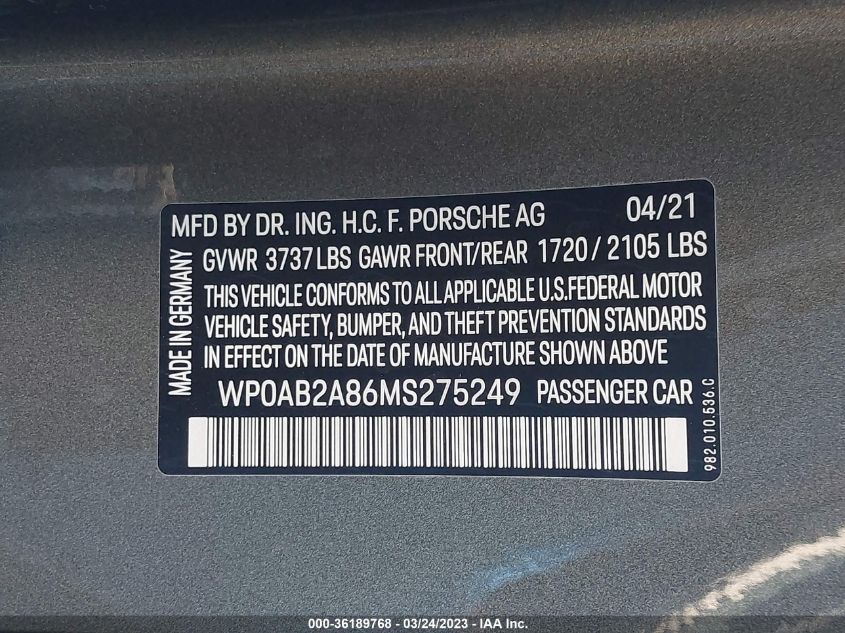 MFD BY DR. ING. H.C. F. PORSCHE AG 04/21
GVWR 3737 LBS GAWR FRONT/REAR 1720 / 2105 LBS
THIS VEHICLE CONFORMS TO ALL APPLICABLE U.S.FEDERAL MOTOR
VEHICLE SAFETY, BUMPER, AND THEFT PREVENTION STANDARDS
IN EFFECT ON THE DATE OF MANUFACTURE SHOWN ABOVE
WP0AB2A86MS275249 PASSENGER CAR
MADE IN GERMANY
982.010.536.C
000-36189768 - 03/24/2023 - IAA Inc.